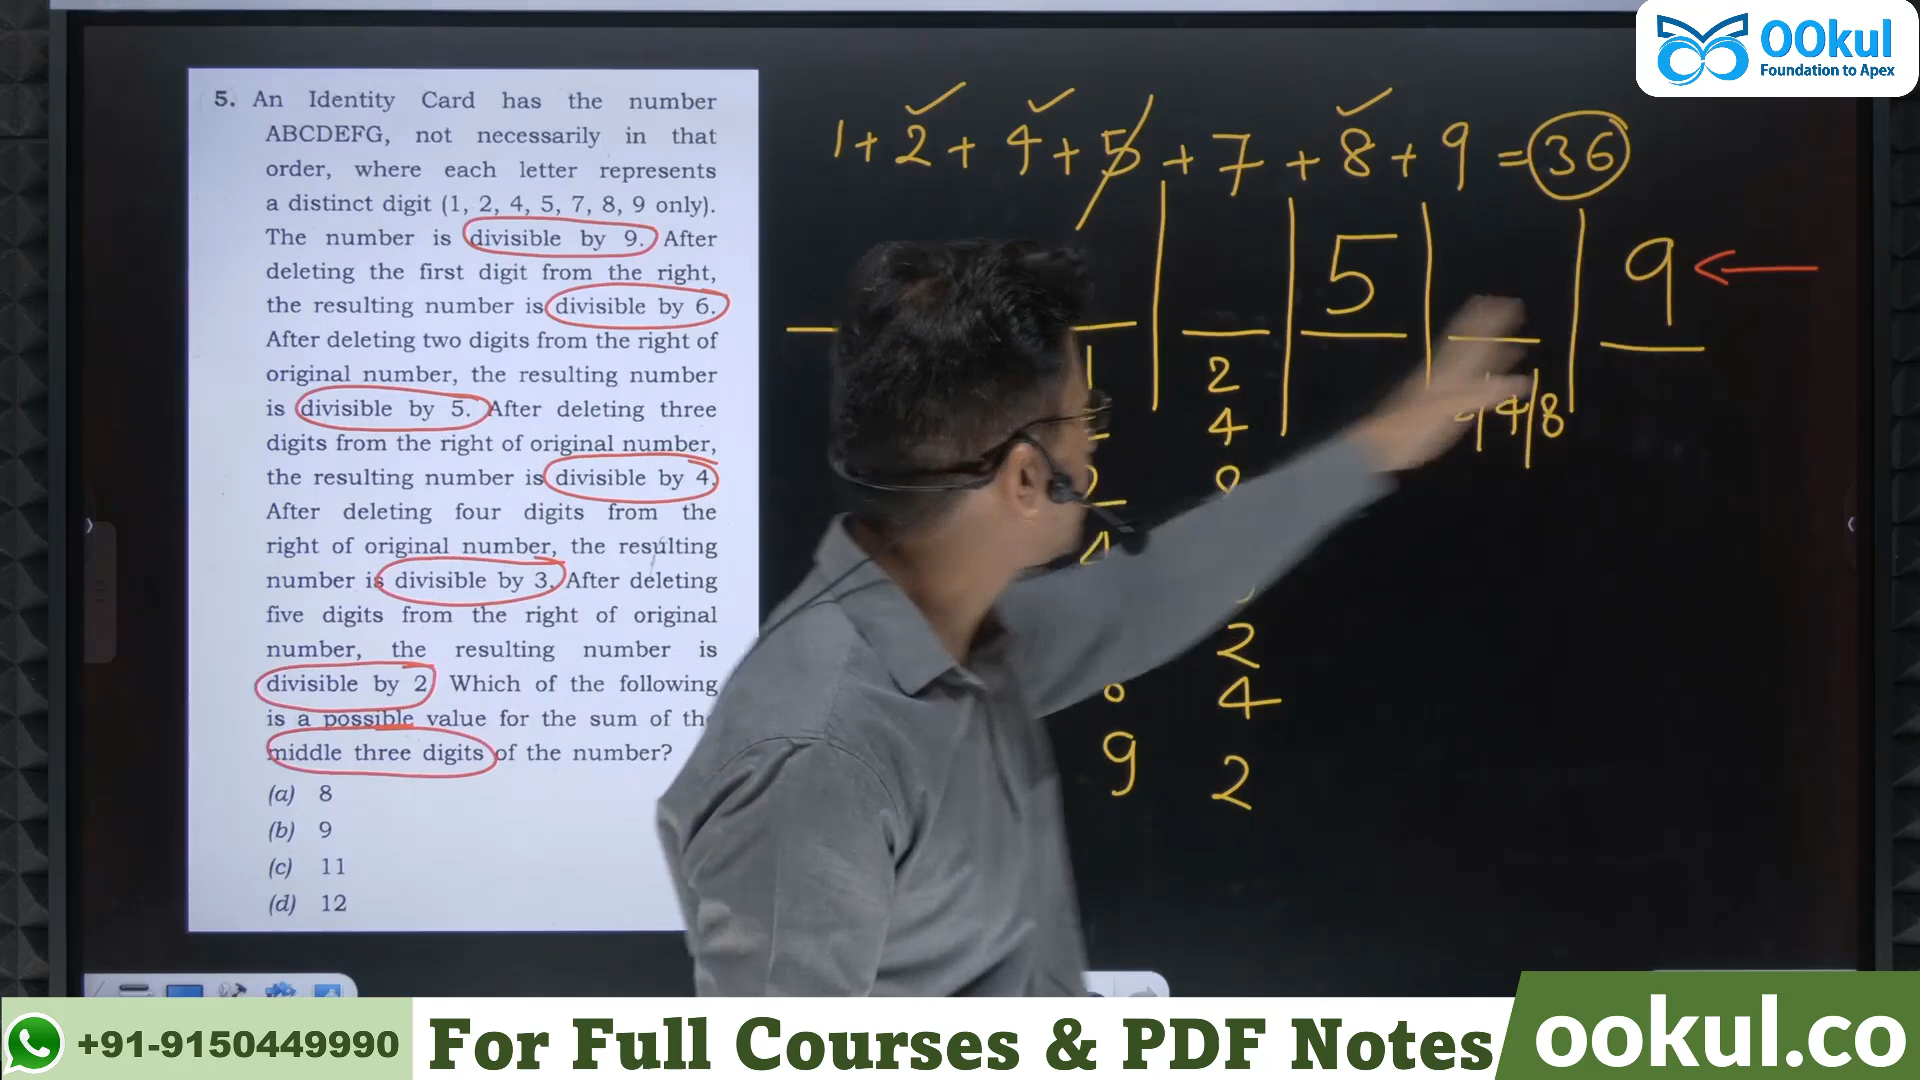 OOkul
Foundation to Apex
5. An Identity Card has the number
ABCDEFG, not necessarily in that
order, where each letter represents
a distinct digit (1, 2, 4, 5, 7, 8, 9 only).
The number is divisible by 9. After
deleting the first digit from the right,
the resulting number is divisible by 6.
After deleting two digits from the right of
original number, the resulting number
is divisible by 5. After deleting three
digits from the right of original number,
the resulting number is divisible by 4.
After deleting four digits from the
right of original number, the resulting
number is divisible by 3. After deleting
five digits from the right of original
number, the resulting number is
divisible by 2. Which of the following
is a possible value for the sum of the
middle three digits of the number?
(a) 8
(b) 9
(c) 11
(d) 12
1 + 2 + 4 + 5 + 7 + 8 + 9 = 36
5 9
1 2
4
4 8
2
4
9 2
+91-9150449990 For Full Courses & PDF Notes ookul.co